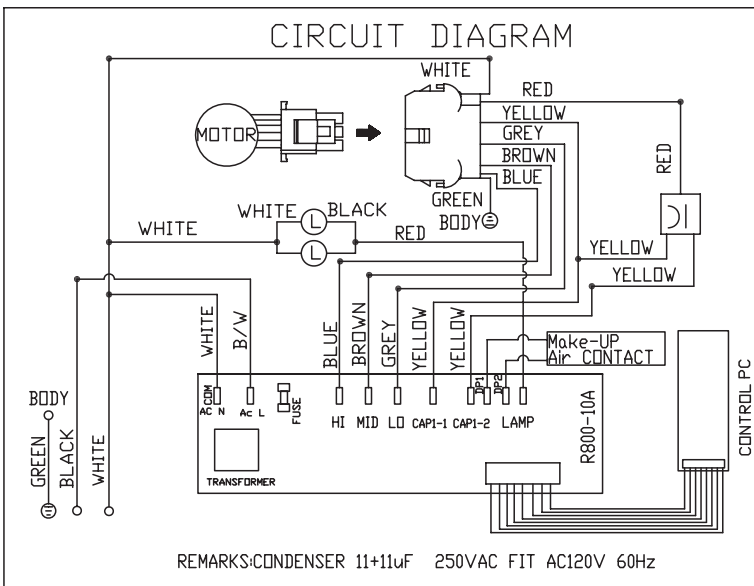 CIRCUIT DIAGRAM
WHITE
RED
YELLOW
GREY
BROWN
BLUE
MOTOR
RED
GREEN
BODY
WHITE
WHITE
L
BLACK
L
RED
YELLOW
YELLOW
WHITE
B/W
BLUE
BROWN
GREY
YELLOW
YELLOW
Make-UP
Air CONTACT
CONTROL PC
COM
AC N
Ac L
FUSE
HI
MID
LO
CAP1-1
CAP1-2
DP1
DP2
LAMP
R800-10A
TRANSFORMER
BODY
GREEN
BLACK
WHITE
REMARKS:CONDENSER 11+11uF 250VAC FIT AC120V 60Hz